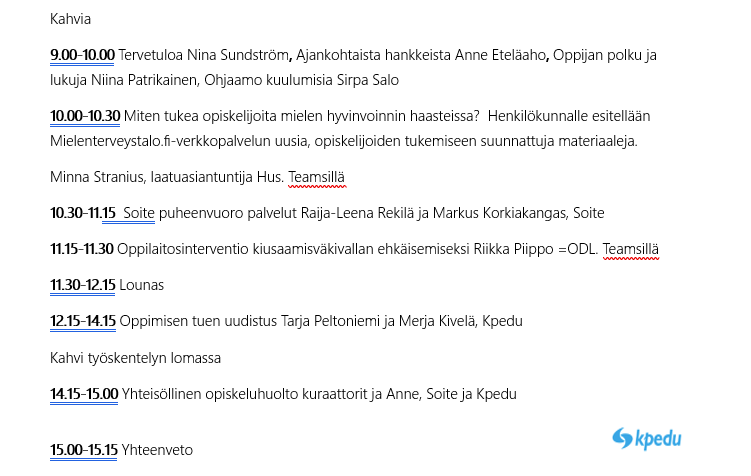 Kahvia
9.00-10.00 Tervetuloa Nina Sundström, Ajankohtaista hankkeista Anne Eteläaho, Oppijan polku ja
lukuja Niina Patrikainen, Ohjaamo kuulumisia Sirpa Salo
10.00-10.30 Miten tukea opiskelijoita mielen hyvinvoinnin haasteissa?  Henkilökunnalle esitellään
Mielenterveystalo.fi-verkkopalvelun uusia, opiskelijoiden tukemiseen suunnattuja materiaaleja.
Minna Stranius, laatuasiantuntija Hus. Teamsillä
10.30-11.15  Soite puheenvuoro palvelut Raija-Leena Rekilä ja Markus Korkiakangas, Soite
11.15-11.30 Oppilaitosinterventio kiusaamisväkivallan ehkäisemiseksi Riikka Piippo =ODL. Teamsillä
11.30-12.15 Lounas
12.15-14.15 Oppimisen tuen uudistus Tarja Peltoniemi ja Merja Kivelä, Kpedu
Kahvi työskentelyn lomassa
14.15-15.00 Yhteisöllinen opiskeluhuolto kuraattorit ja Anne, Soite ja Kpedu
kpedu
15.00-15.15 Yhteenveto